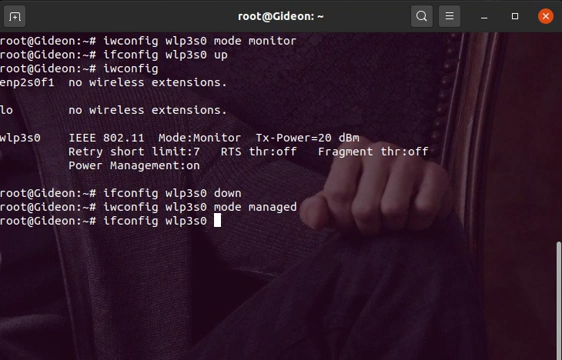 root@Gideon: ~
root@Gideon:~# iwconfig wlp3s0 mode monitor
root@Gideon:~# ifconfig wlp3s0 up
root@Gideon:~# iwconfig
enp2s0f1  no wireless extensions.
lo        no wireless extensions.
wlp3s0    IEEE 802.11  Mode:Monitor  Tx-Power=20 dBm
          Retry short limit:7   RTS thr:off   Fragment thr:off
          Power Management:on
root@Gideon:~# ifconfig wlp3s0 down
root@Gideon:~# iwconfig wlp3s0 mode managed
root@Gideon:~# ifconfig wlp3s0